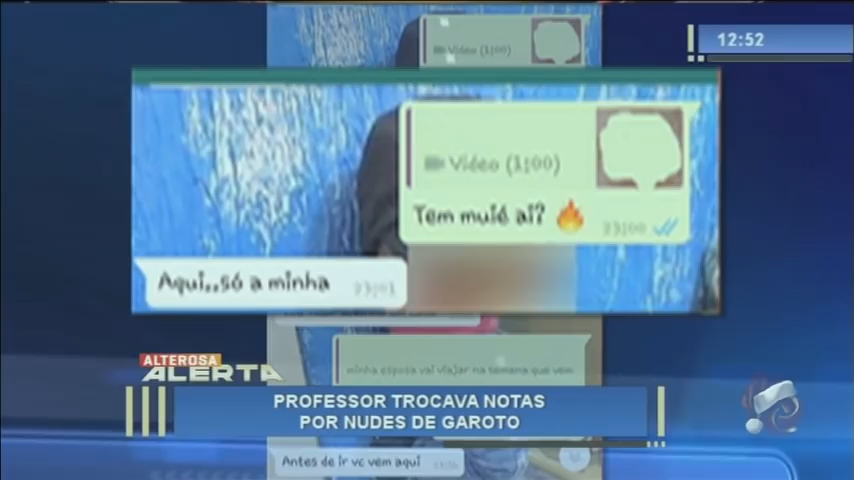 Vídeo (1:00)
12:52
Vídeo (1:00)
Tem muié ai? 🔥
23:00
Aqui..só a minha
23:01
minha esposa vai viajar na semana que vem
ALTEROSA
ALERTA
PROFESSOR TROCAVA NOTAS
POR NUDES DE GAROTO
Antes de ir vc vem aqui